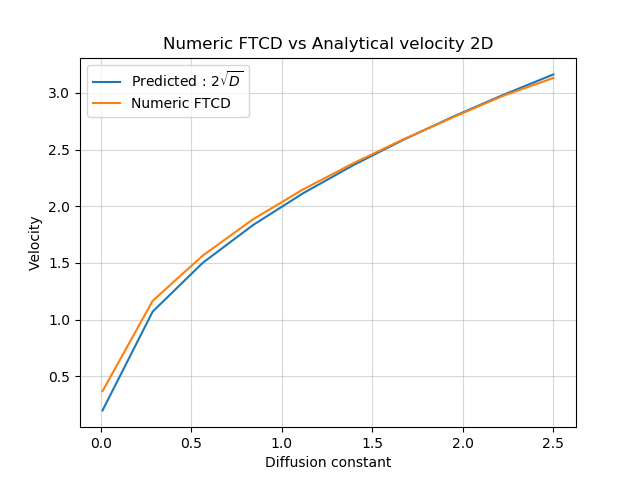 Numeric FTCD vs Analytical velocity 2D
Predicted : 2√D
Numeric FTCD
Velocity
3.0
2.5
2.0
1.5
1.0
0.5
0.0 0.5 1.0 1.5 2.0 2.5
Diffusion constant